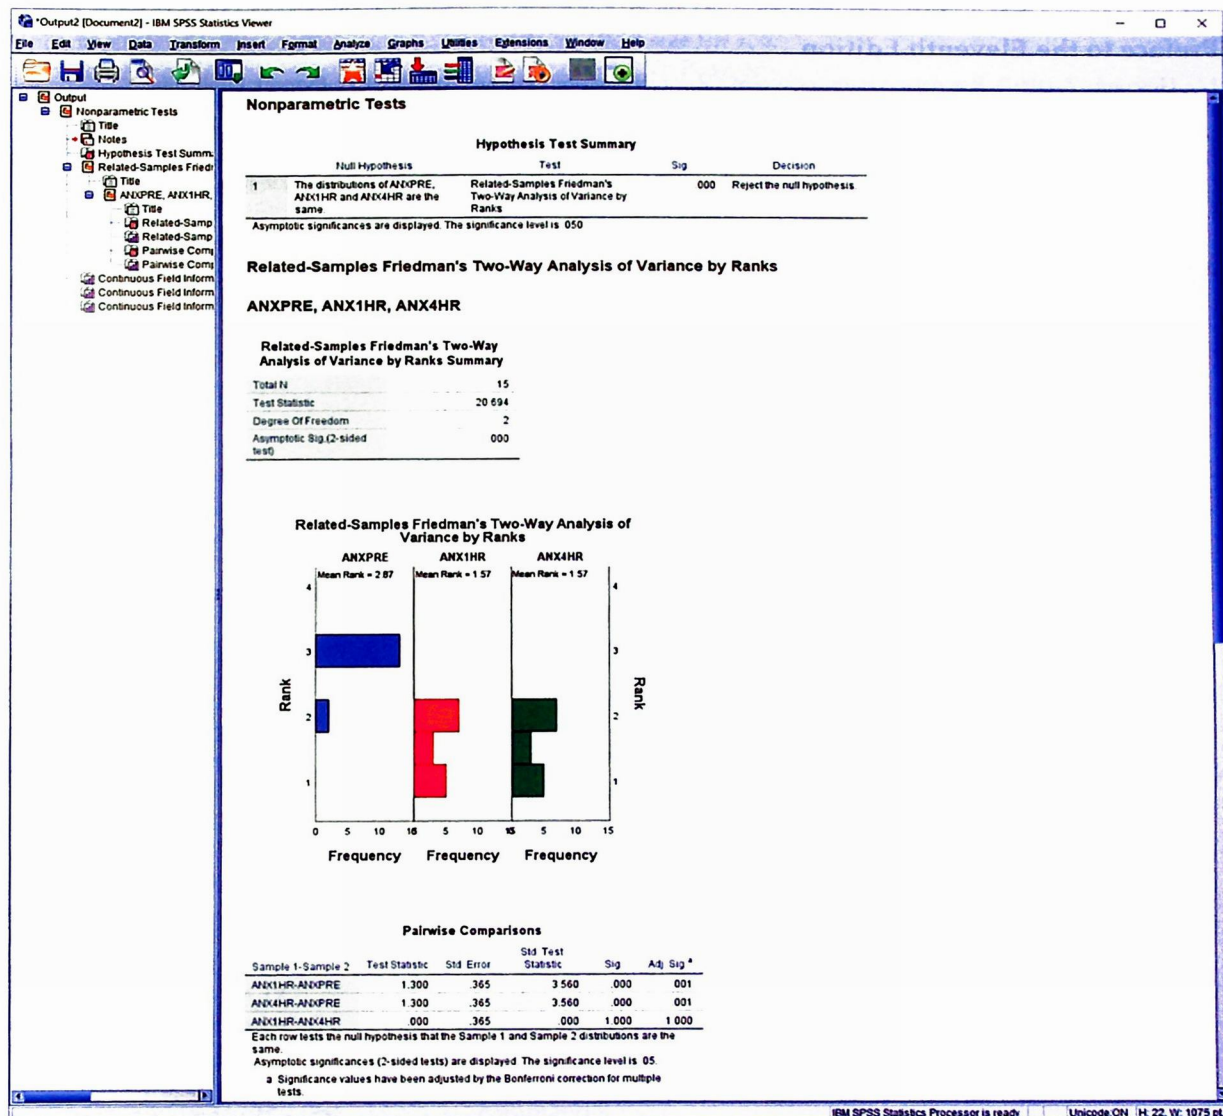 *Output2 [Document2] - IBM SPSS Statistics Viewer
File Edit View Data Transform Insert Format Analyze Graphs Utilities Extensions Window Help
Output
Nonparametric Tests
Title
Notes
Hypothesis Test Summ
Related-Samples Friedr
Title
ANXPRE, ANX1HR,
Title
Related-Samp
Related-Samp
Pairwise Comp
Pairwise Comp
Continuous Field Inform
Continuous Field Inform
Continuous Field Inform
Nonparametric Tests
Hypothesis Test Summary
Null Hypothesis Test Sig Decision
1 The distributions of ANXPRE, Related-Samples Friedman's 000 Reject the null hypothesis
ANX1HR and ANX4HR are the Two-Way Analysis of Variance by
same. Ranks
Asymptotic significances are displayed. The significance level is 050
Related-Samples Friedman's Two-Way Analysis of Variance by Ranks
ANXPRE, ANX1HR, ANX4HR
Related-Samples Friedman's Two-Way
Analysis of Variance by Ranks Summary
Total N 15
Test Statistic 20 694
Degree Of Freedom 2
Asymptotic Sig.(2-sided 000
test)
Related-Samples Friedman's Two-Way Analysis of
Variance by Ranks
ANXPRE ANX1HR ANX4HR
Mean Rank = 2 87 Mean Rank = 1 57 Mean Rank = 1 57
4 4
3 3
Rank Rank
2 2
1 1
0 5 10 5 10 5 10 15
Frequency Frequency Frequency
Pairwise Comparisons
Std Test
Sample 1-Sample 2 Test Statistic Std Error Statistic Sig Adj Sig a
ANX1HR-ANXPRE 1.300 .365 3 560 .000 001
ANX4HR-ANXPRE 1.300 .365 3 560 .000 001
ANX1HR-ANX4HR .000 .365 .000 1.000 1 000
Each row tests the null hypothesis that the Sample 1 and Sample 2 distributions are the
same.
Asymptotic significances (2-sided tests) are displayed The significance level is 05.
a Significance values have been adjusted by the Bonferroni correction for multiple
tests.
IBM SPSS Statistics Processor is ready Unicode:ON H: 22, W: 1075